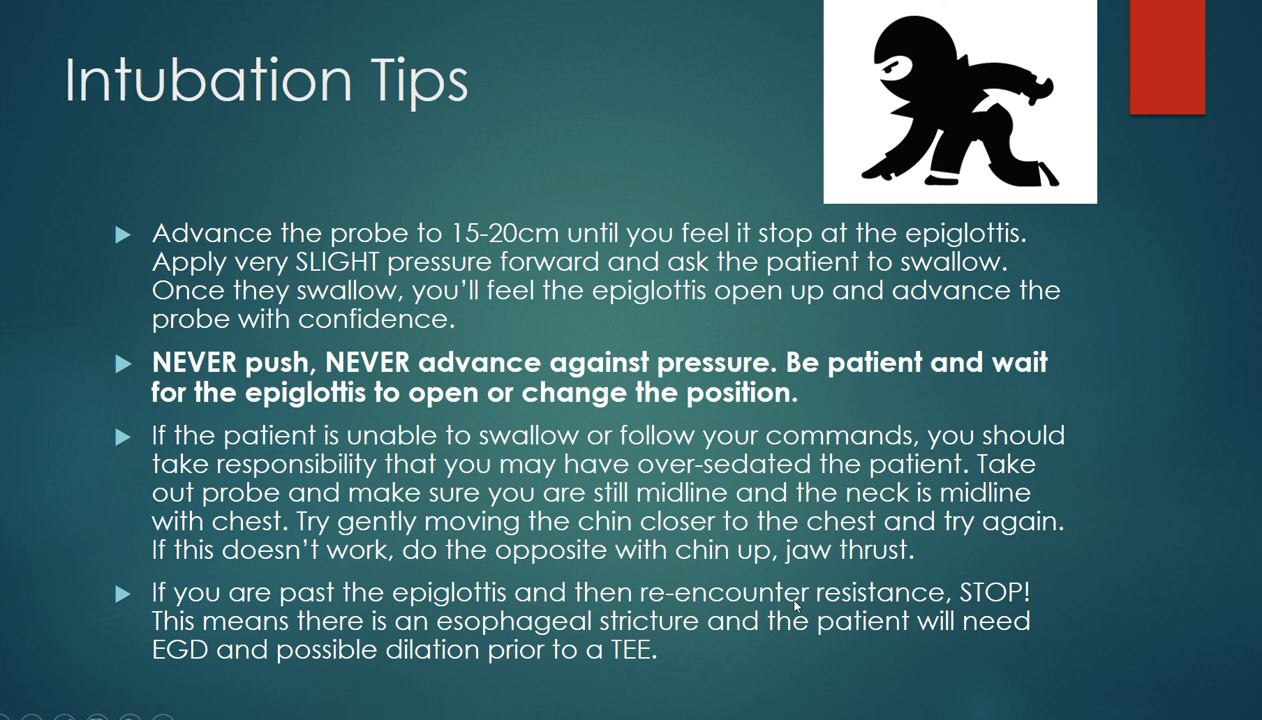 Intubation Tips
Advance the probe to 15-20cm until you feel it stop at the epiglottis.
Apply very SLIGHT pressure forward and ask the patient to swallow.
Once they swallow, you’ll feel the epiglottis open up and advance the
probe with confidence.
NEVER push, NEVER advance against pressure. Be patient and wait
for the epiglottis to open or change the position.
If the patient is unable to swallow or follow your commands, you should
take responsibility that you may have over-sedated the patient. Take
out probe and make sure you are still midline and the neck is midline
with chest. Try gently moving the chin closer to the chest and try again.
If this doesn’t work, do the opposite with chin up, jaw thrust.
If you are past the epiglottis and then re-encounter resistance, STOP!
This means there is an esophageal stricture and the patient will need
EGD and possible dilation prior to a TEE.